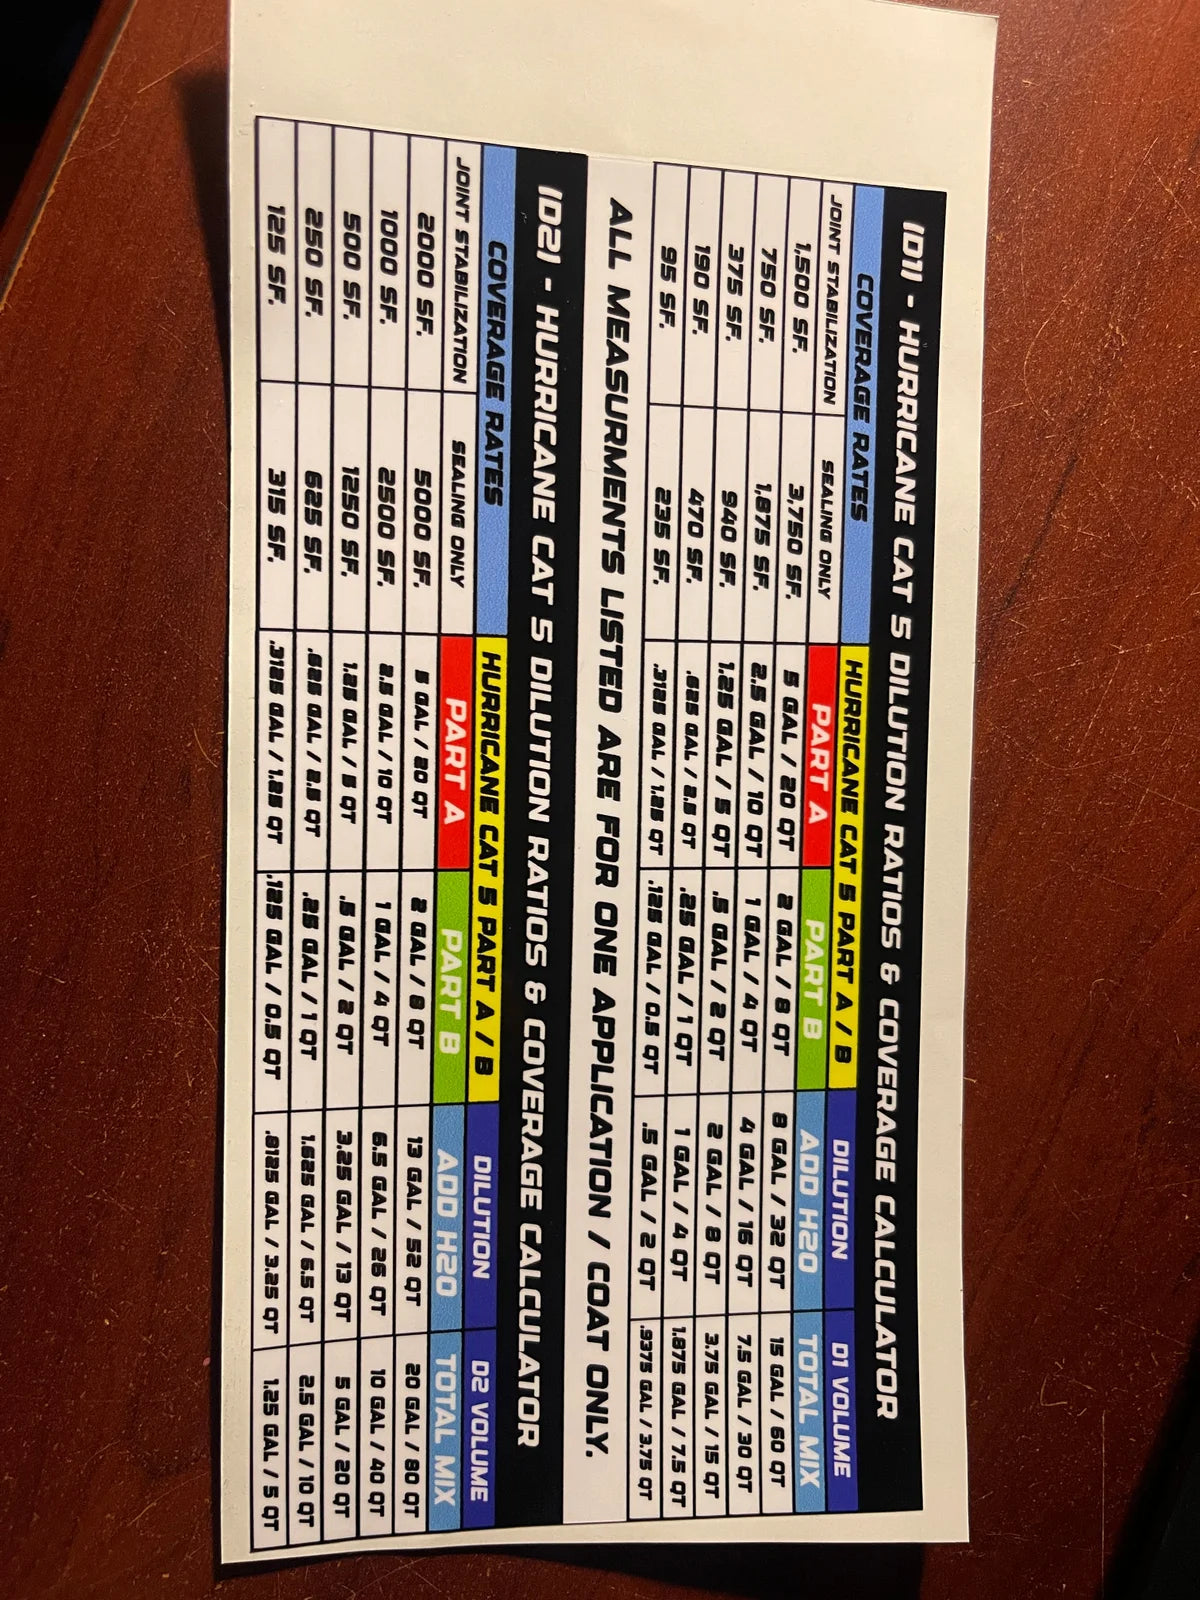 (D1) - HURRICANE CAT 5 DILUTION RATIOS & COVERAGE CALCULATOR
COVERAGE RATES HURRICANE CAT 5 PART A / B DILUTION D1 VOLUME
JOINT STABILIZATION SEALING ONLY PART A PART B ADD H20 TOTAL MIX
1,500 SF. 3,750 SF. 5 GAL / 20 QT 2 GAL / 8 QT 8 GAL / 32 QT 15 GAL / 60 QT
750 SF. 1,875 SF. 2.5 GAL / 10 QT 1 GAL / 4 QT 4 GAL / 16 QT 7.5 GAL / 30 QT
375 SF. 940 SF. 1.25 GAL / 5 QT .5 GAL / 2 QT 2 GAL / 8 QT 3.75 GAL / 15 QT
190 SF. 470 SF. .625 GAL / 2.5 QT .25 GAL / 1 QT 1 GAL / 4 QT 1.875 GAL / 7.5 QT
95 SF. 235 SF. .3125 GAL / 1.25 QT .125 GAL / 0.5 QT .5 GAL / 2 QT .9375 GAL / 3.75 QT
ALL MEASURMENTS LISTED ARE FOR ONE APPLICATION / COAT ONLY.
(D2) - HURRICANE CAT 5 DILUTION RATIOS & COVERAGE CALCULATOR
COVERAGE RATES HURRICANE CAT 5 PART A / B DILUTION D2 VOLUME
JOINT STABILIZATION SEALING ONLY PART A PART B ADD H20 TOTAL MIX
2000 SF. 5000 SF. 5 GAL / 20 QT 2 GAL / 8 QT 13 GAL / 52 QT 20 GAL / 80 QT
1000 SF. 2500 SF. 2.5 GAL / 10 QT 1 GAL / 4 QT 6.5 GAL / 26 QT 10 GAL / 40 QT
500 SF. 1250 SF. 1.25 GAL / 5 QT .5 GAL / 2 QT 3.25 GAL / 13 QT 5 GAL / 20 QT
250 SF. 625 SF. .625 GAL / 2.5 QT .25 GAL / 1 QT 1.625 GAL / 6.5 QT 2.5 GAL / 10 QT
125 SF. 315 SF. .3125 GAL / 1.25 QT .125 GAL / 0.5 QT .8125 GAL / 3.25 QT 1.25 GAL / 5 QT